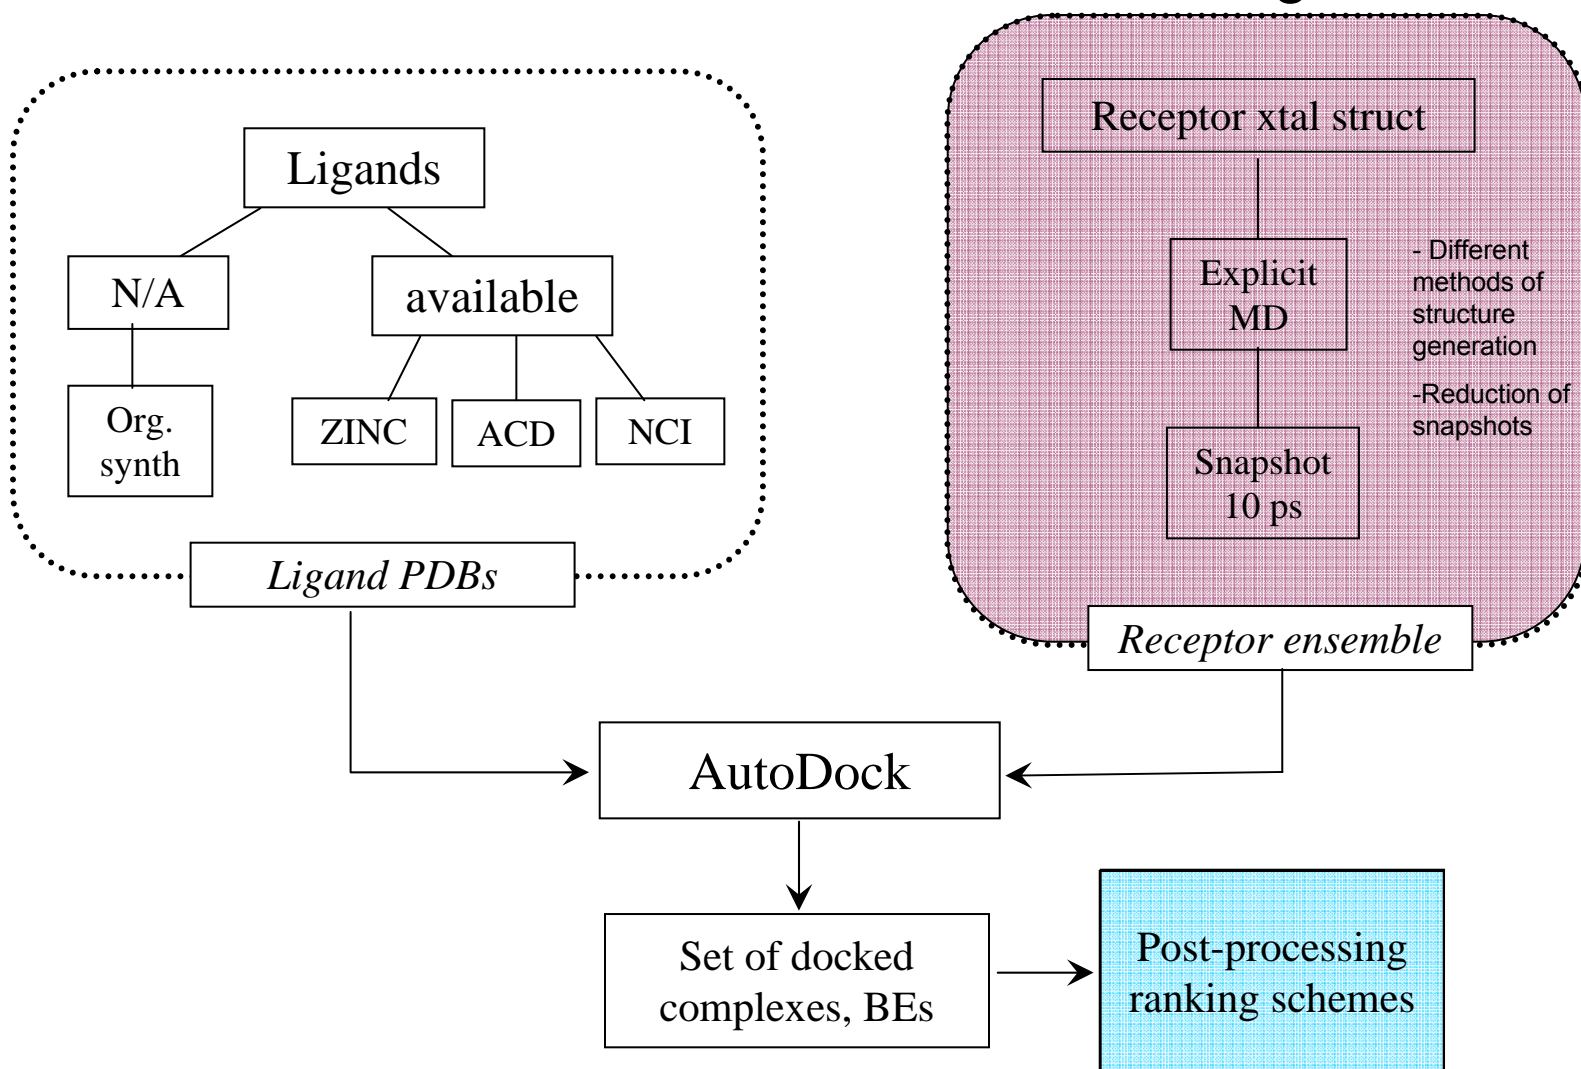 Ligands
N/A
available
Org.
synth
ZINC
ACD
NCI
Ligand PDBs
Receptor xtal struct
Explicit
MD
- Different
methods of
structure
generation
-Reduction of
snapshots
Snapshot
10 ps
Receptor ensemble
AutoDock
Set of docked
complexes, BEs
Post-processing
ranking schemes